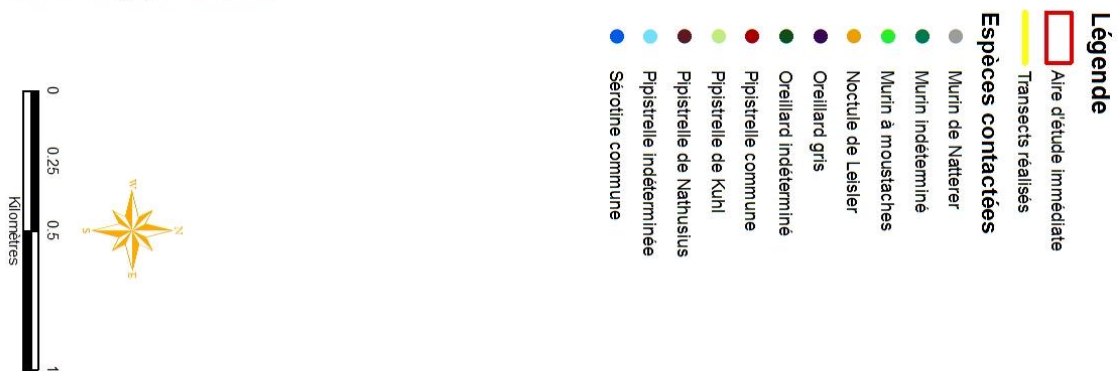 Légende
Aire d'étude immédiate
Transects réalisés
Espèces contactées
Murin de Natterer
Murin indéterminé
Murin à moustaches
Noctule de Leisler
Oreillard gris
Oreillard indéterminé
Pipistrelle commune
Pipistrelle de Kuhl
Pipistrelle de Nathusius
Pipistrelle indéterminée
Sérotine commune
N
W
E
S
0 0.25 0.5 1
Kilomètres